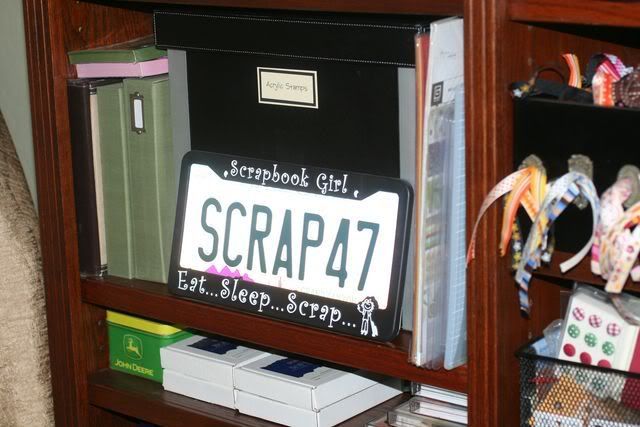 Acrylic Stamps
Scrapbook Girl
SCRAP47
Eat...Sleep...Scrap...
JOHN DEERE